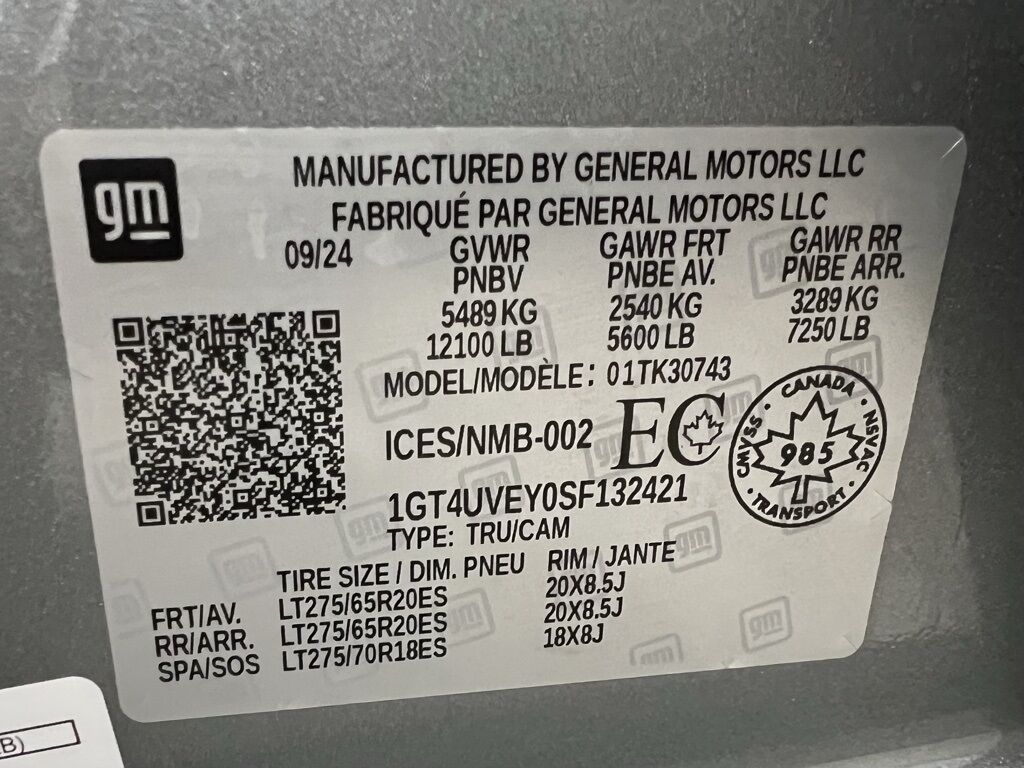 gm
MANUFACTURED BY GENERAL MOTORS LLC
FABRIQUÉ PAR GENERAL MOTORS LLC
09/24 GVWR GAWR FRT GAWR RR
PNBV PNBE AV. PNBE ARR.
5489 KG 2540 KG 3289 KG
12100 LB 5600 LB 7250 LB
MODEL/MODÈLE: 01TK30743
ICES/NMB-002 EC
CANADA
CMVSS · NSVAC
985
· TRANSPORT ·
1GT4UVEY0SF132421
TYPE: TRU/CAM
TIRE SIZE / DIM. PNEU RIM / JANTE
FRT/AV. LT275/65R20ES 20X8.5J
RR/ARR. LT275/65R20ES 20X8.5J
SPA/SOS LT275/70R18ES 18X8J
B)